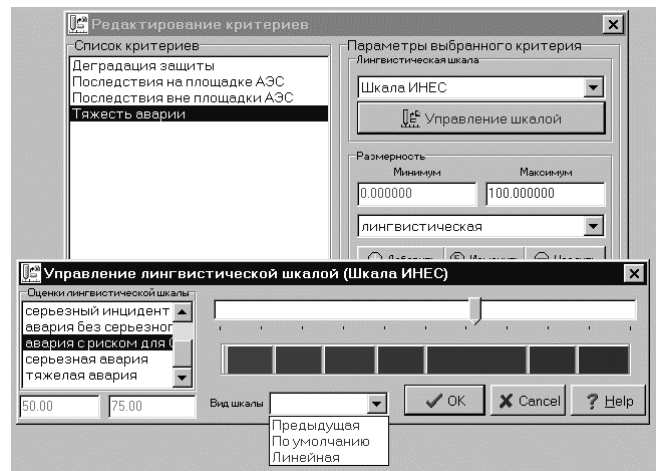 Редактирование критериев
Список критериев
Деградация защиты
Последствия на площадке АЭС
Последствия вне площадки АЭС
Тяжесть аварии
Параметры выбранного критерия
Лингвистическая шкала
Шкала ИНЕС
Управление шкалой
Размерность
Минимум Максимум
0.000000 100.000000
лингвистическая
Управление лингвистической шкалой (Шкала ИНЕС)
Оценки лингвистической шкалы
серьезный инцидент
авария без серьезног
авария с риском для
серьезная авария
тяжелая авария
50.00 75.00
Вид шкалы
Предыдущая
По умолчанию
Линейная
OK
Cancel
Help